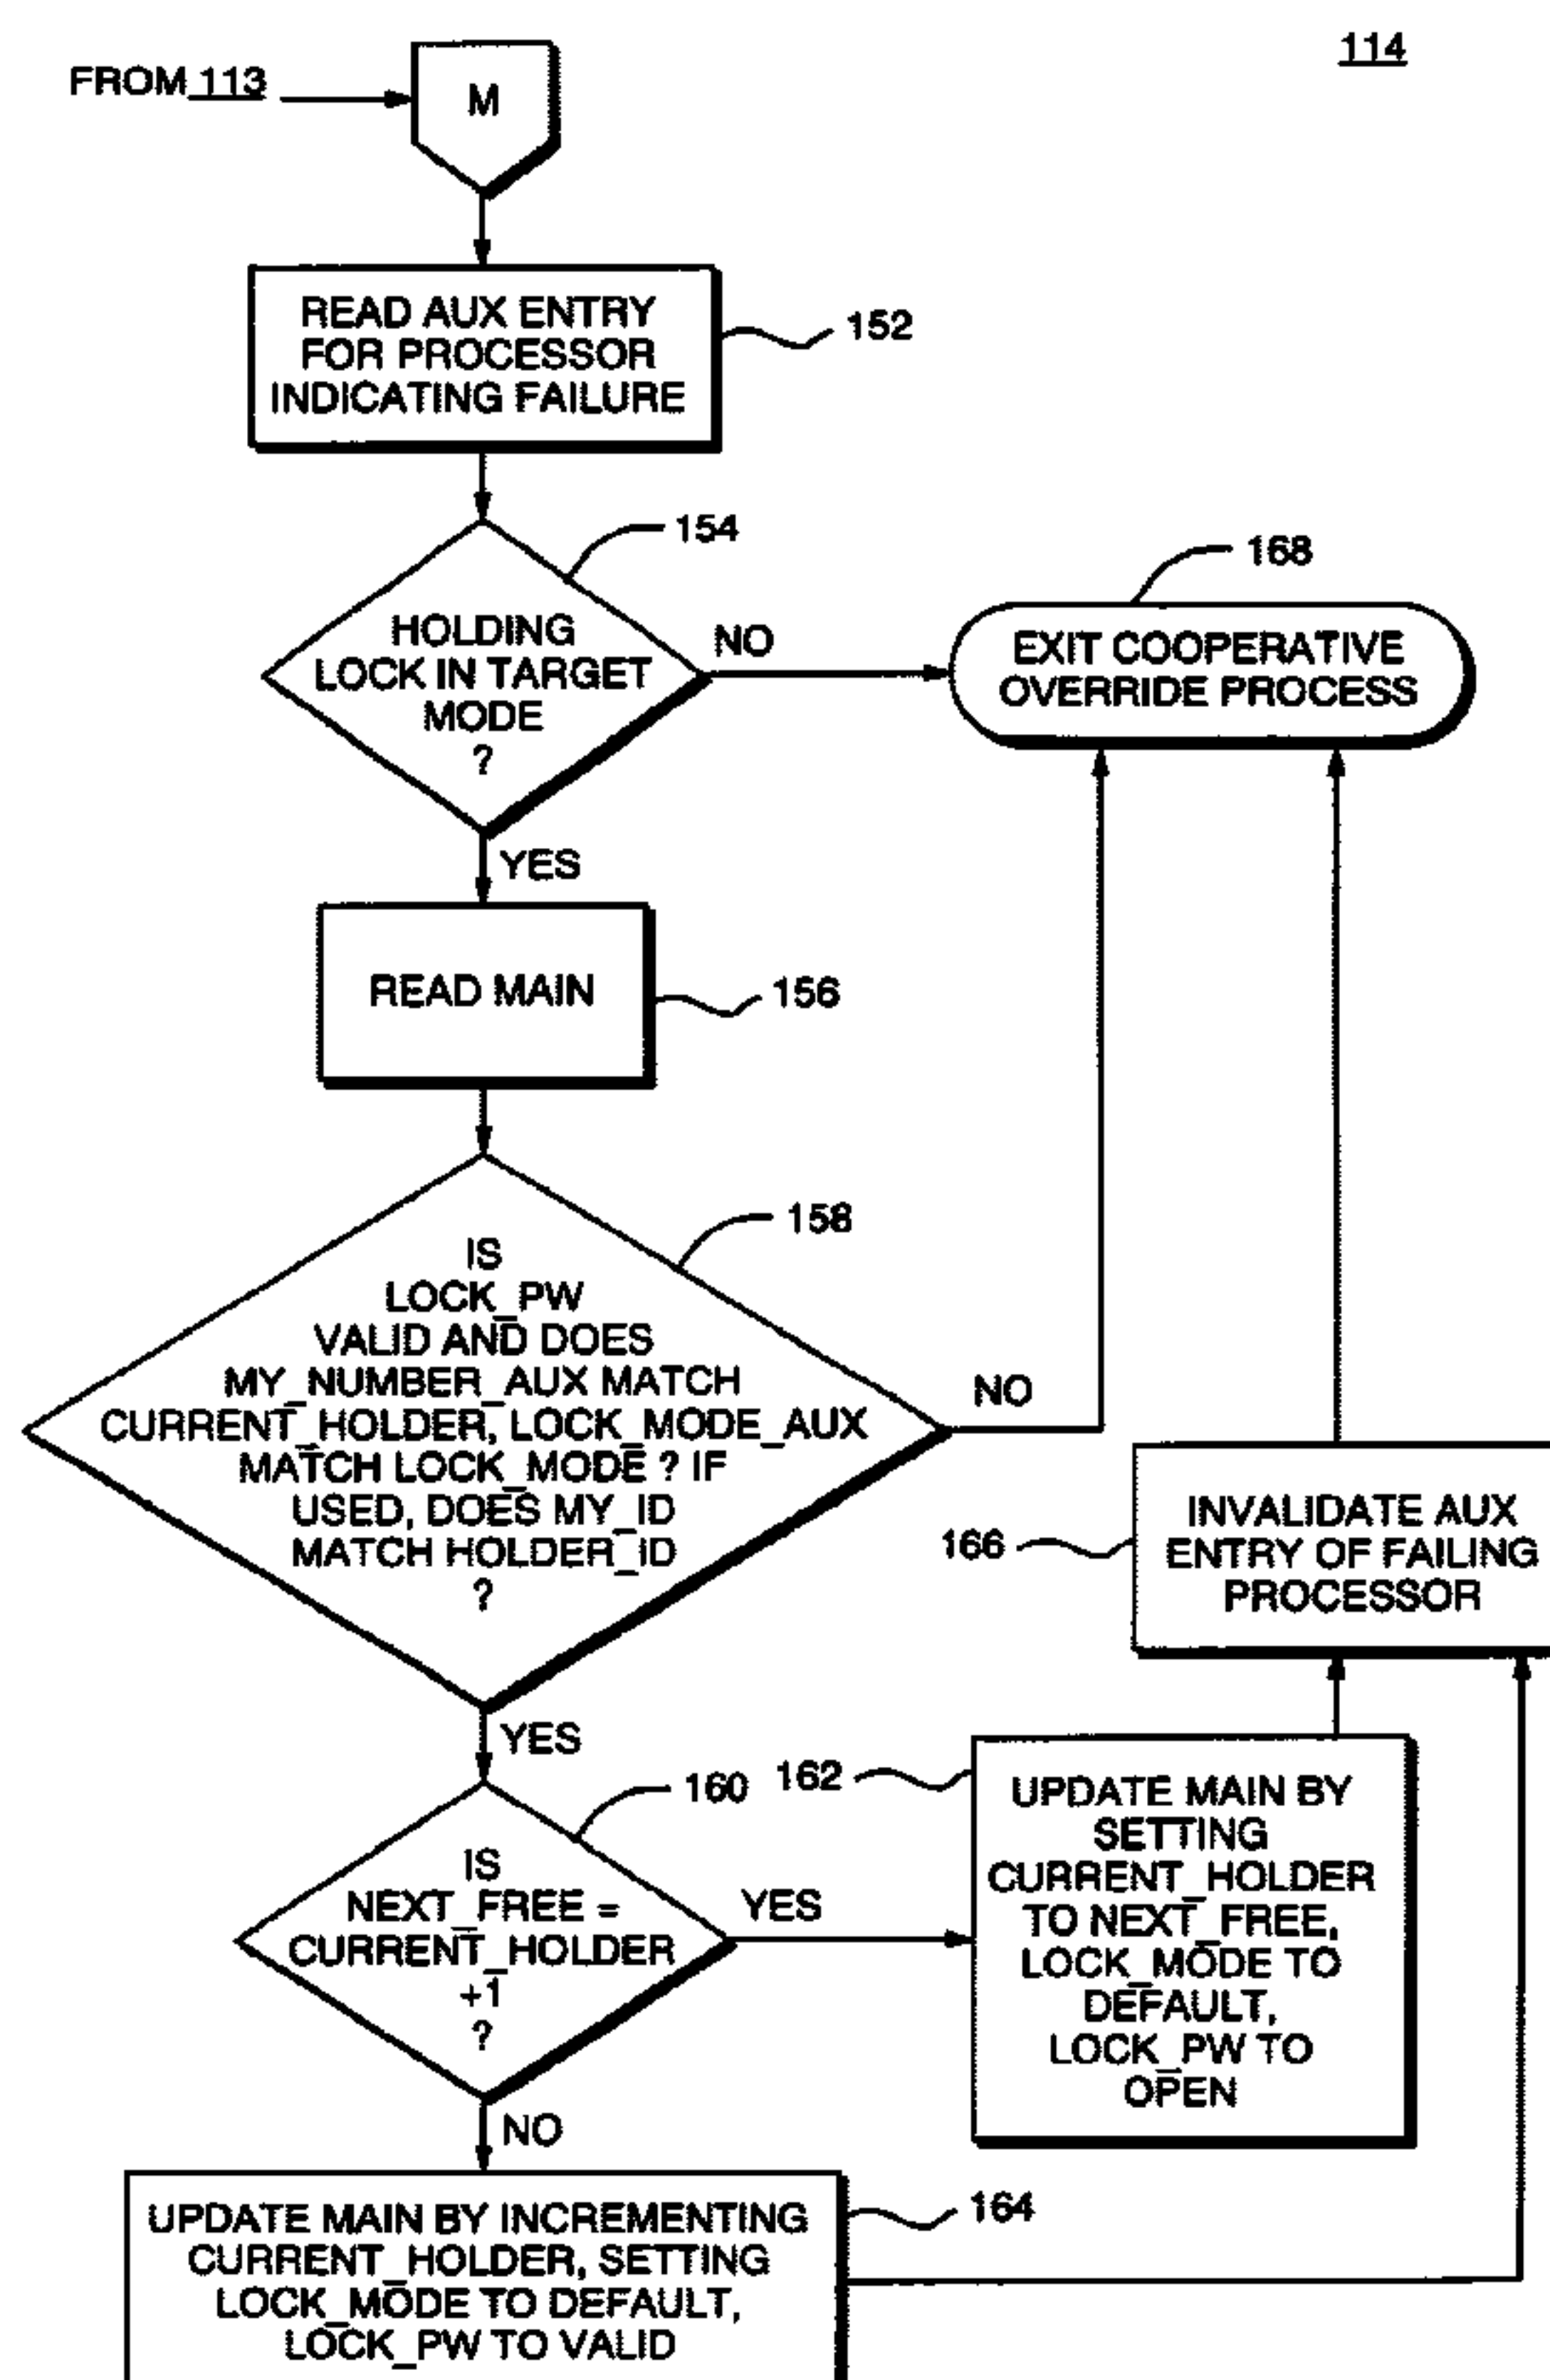 114
FROM 113
M
READ AUX ENTRY
FOR PROCESSOR
INDICATING FAILURE
152
154
HOLDING
LOCK IN TARGET
MODE
?
NO
168
EXIT COOPERATIVE
OVERRIDE PROCESS
YES
READ MAIN
156
158
IS
LOCK_PW
VALID AND DOES
MY_NUMBER_AUX MATCH
CURRENT_HOLDER, LOCK_MODE_AUX
MATCH LOCK_MODE ? IF
USED, DOES MY_ID
MATCH HOLDER_ID
?
NO
166
INVALIDATE AUX
ENTRY OF FAILING
PROCESSOR
YES
160
IS
NEXT_FREE =
CURRENT_HOLDER
+1
?
YES
162
UPDATE MAIN BY
SETTING
CURRENT_HOLDER
TO NEXT_FREE,
LOCK_MODE TO
DEFAULT,
LOCK_PW TO
OPEN
NO
UPDATE MAIN BY INCREMENTING
CURRENT_HOLDER, SETTING
LOCK_MODE TO DEFAULT,
LOCK_PW TO VALID
164